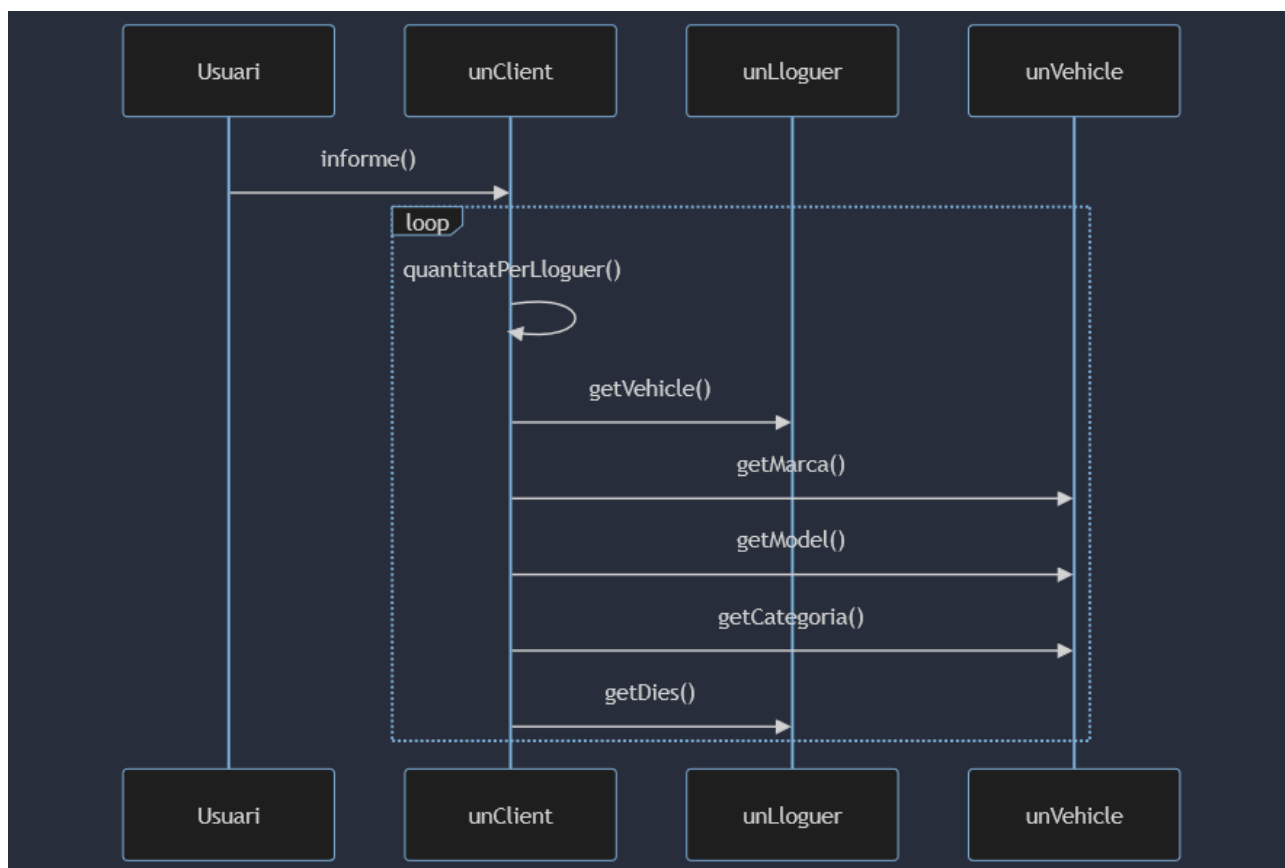 Usuari
unClient
unLloguer
unVehicle
informe()
loop
quantitatPerLloguer()
getVehicle()
getMarca()
getModel()
getCategoria()
getDies()
Usuari
unClient
unLloguer
unVehicle